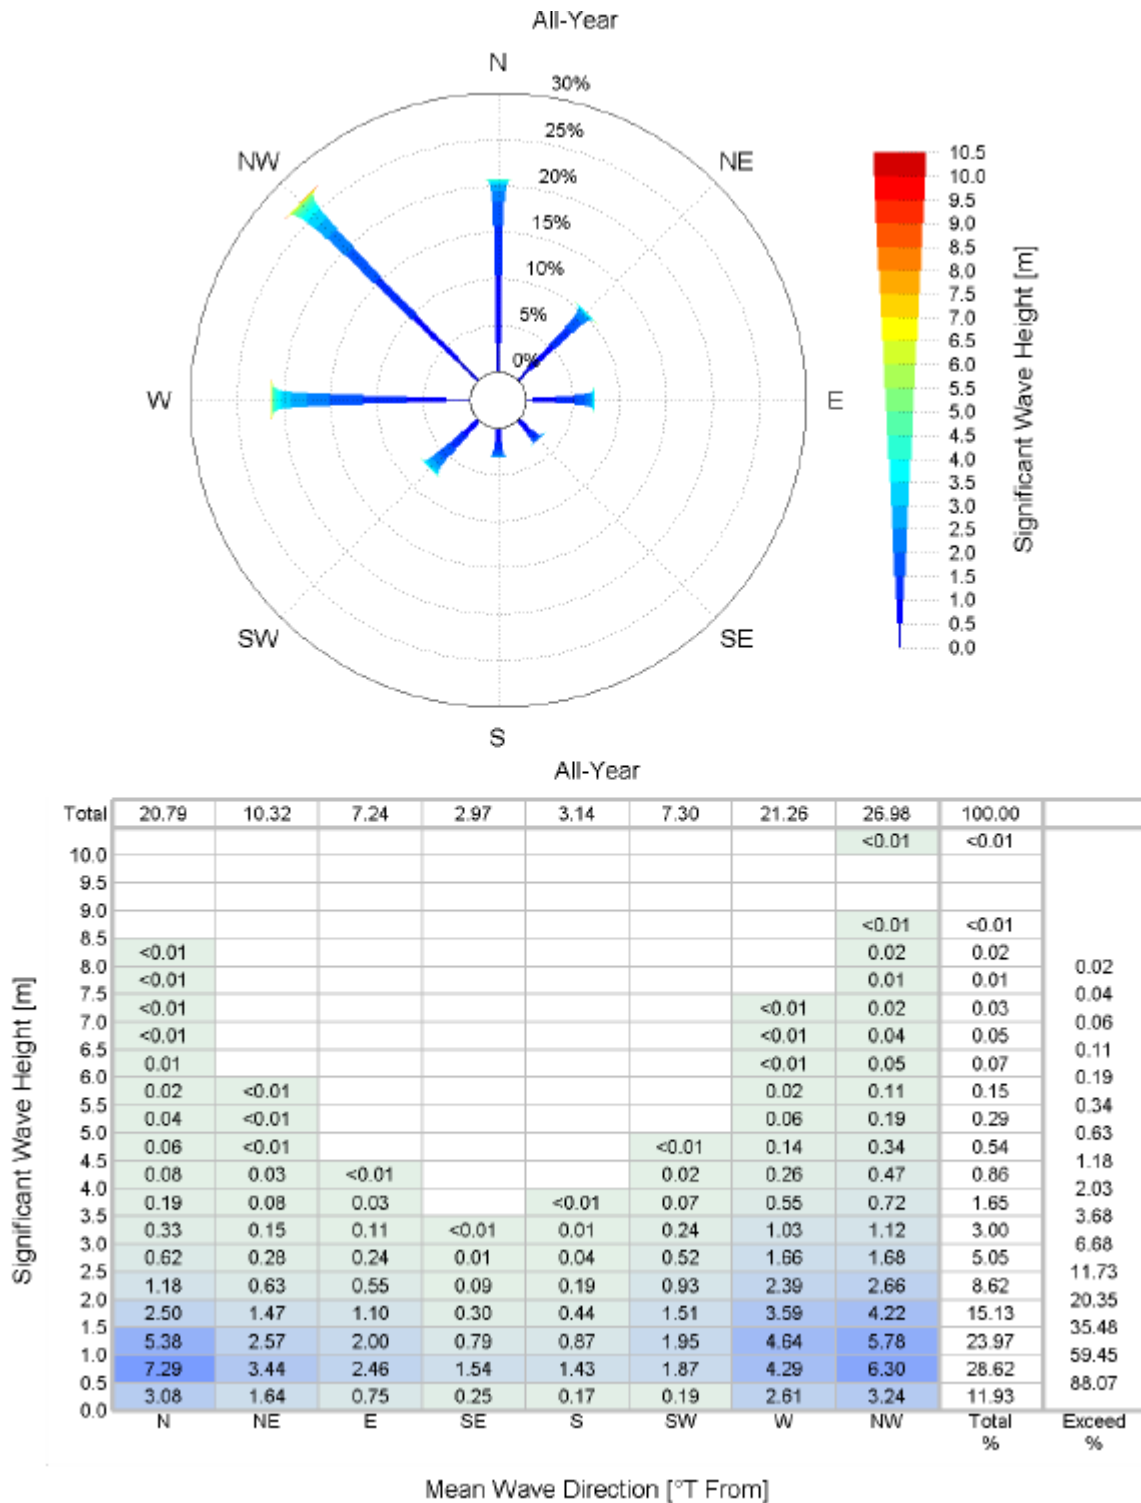 All-Year
N
30%
25%
20%
15%
10%
5%
0%
NW
NE
W
E
SW
SE
S
10.5
10.0
9.5
9.0
8.5
8.0
7.5
7.0
6.5
6.0
5.5
5.0
4.5
4.0
3.5
3.0
2.5
2.0
1.5
1.0
0.5
0.0
Significant Wave Height [m]
All-Year
Total 20.79 10.32 7.24 2.97 3.14 7.30 21.26 26.98 100.00
<0.01 <0.01
10.0
9.5
9.0
<0.01 <0.01
8.5
<0.01 0.02 0.02
8.0 0.02
<0.01 0.01 0.01
7.5 0.04
<0.01 <0.01 0.02 0.03
7.0 0.06
<0.01 <0.01 0.04 0.05
6.5 0.11
0.01 <0.01 0.05 0.07
6.0 0.19
0.02 <0.01 0.02 0.11 0.15
5.5 0.34
0.04 <0.01 0.06 0.19 0.29
5.0 0.63
0.06 <0.01 <0.01 0.14 0.34 0.54
4.5 1.18
0.08 0.03 <0.01 0.02 0.26 0.47 0.86
4.0 2.03
0.19 0.08 0.03 <0.01 0.07 0.55 0.72 1.65
3.5 3.68
0.33 0.15 0.11 <0.01 0.01 0.24 1.03 1.12 3.00
3.0 6.68
0.62 0.28 0.24 0.01 0.04 0.52 1.66 1.68 5.05
2.5 11.73
1.18 0.63 0.55 0.09 0.19 0.93 2.39 2.66 8.62
2.0 20.35
2.50 1.47 1.10 0.30 0.44 1.51 3.59 4.22 15.13
1.5 35.48
5.38 2.57 2.00 0.79 0.87 1.95 4.64 5.78 23.97
1.0 59.45
7.29 3.44 2.46 1.54 1.43 1.87 4.29 6.30 28.62
0.5 88.07
3.08 1.64 0.75 0.25 0.17 0.19 2.61 3.24 11.93
0.0
N NE E SE S SW W NW Total Exceed
% %
Significant Wave Height [m]
Mean Wave Direction [°T From]